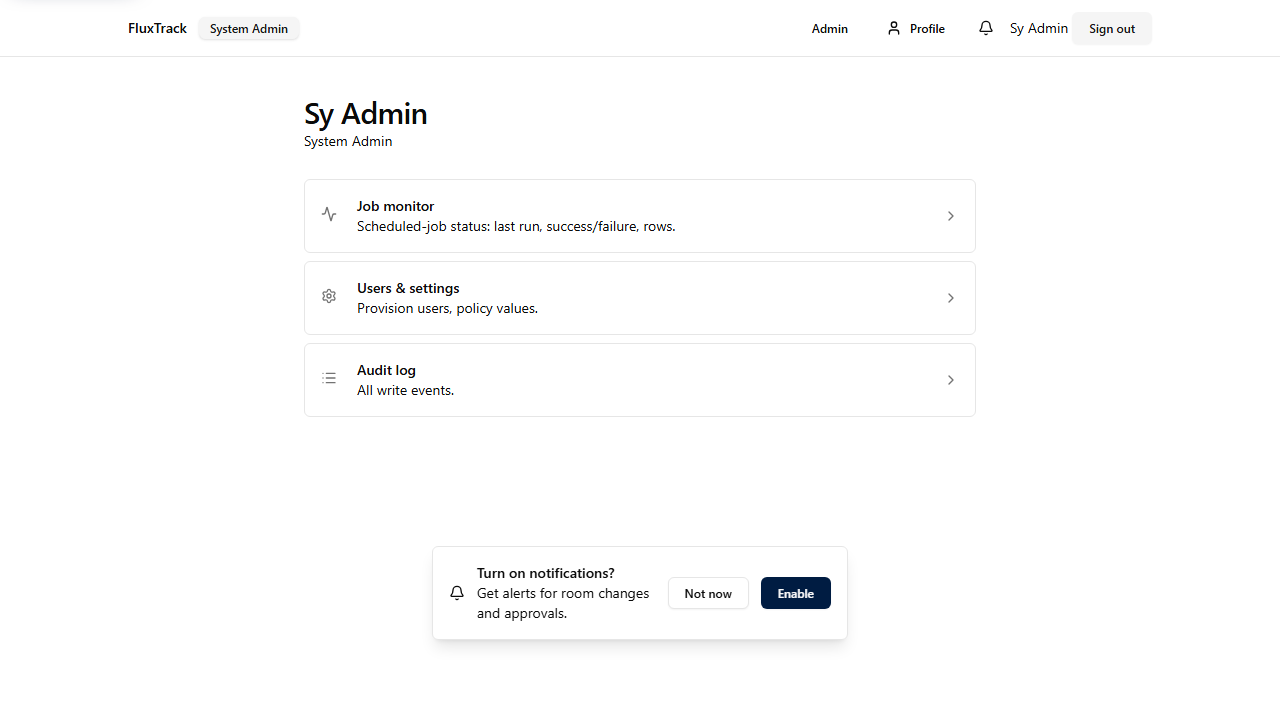 FluxTrack System Admin Admin Profile Sy Admin Sign out
Sy Admin
System Admin
Job monitor
Scheduled-job status: last run, success/failure, rows.
Users & settings
Provision users, policy values.
Audit log
All write events.
Turn on notifications?
Get alerts for room changes
and approvals.
Not now Enable